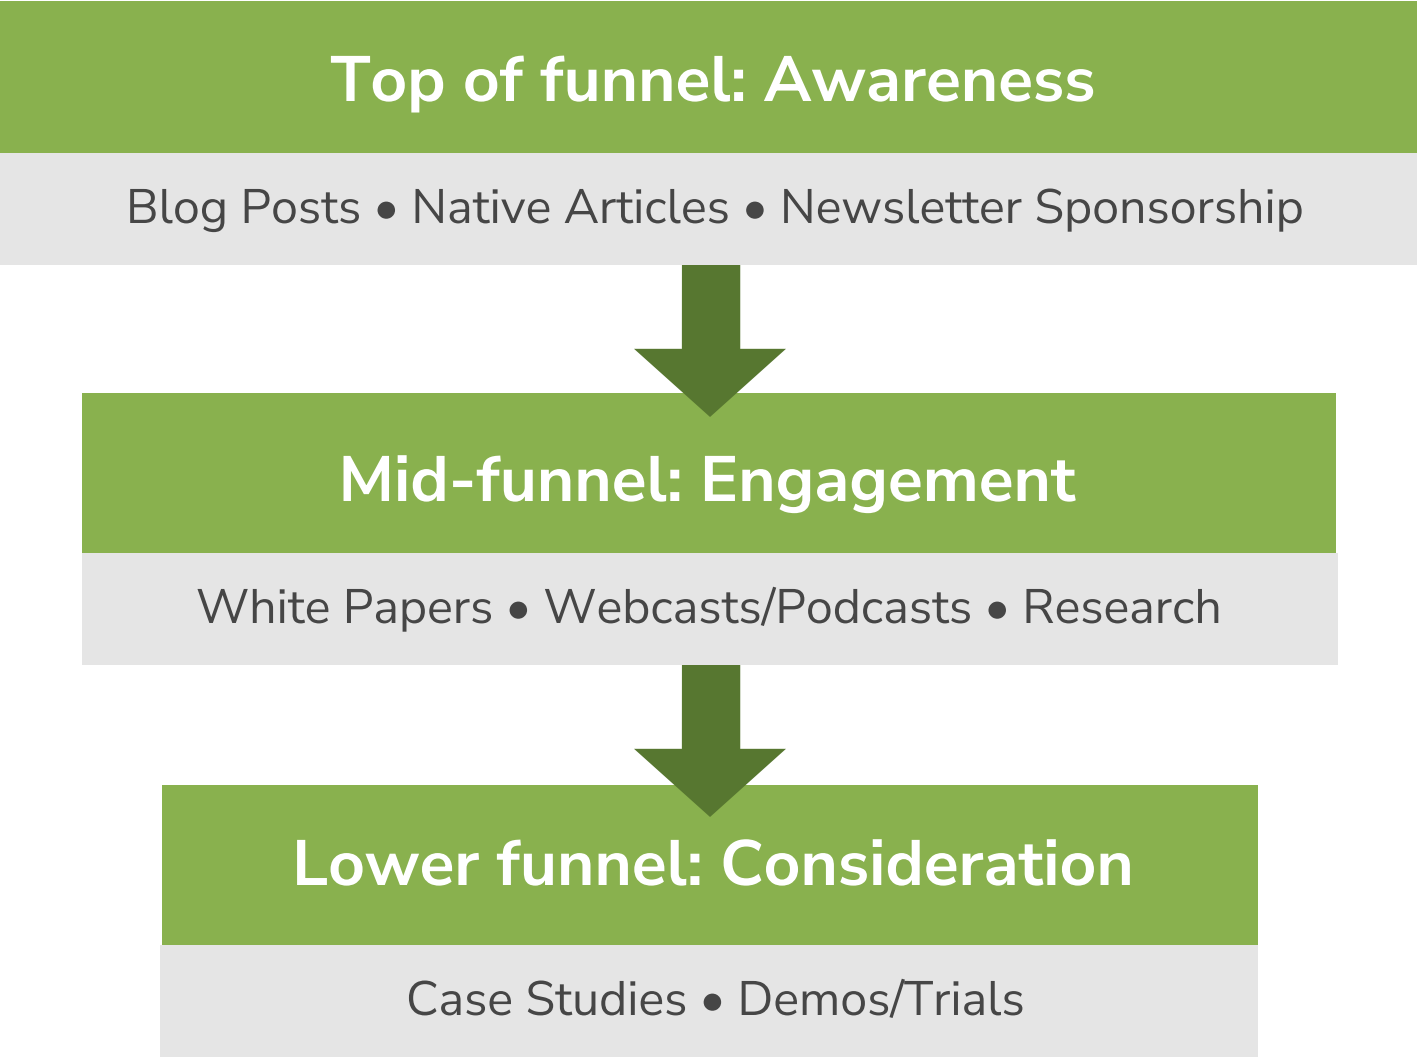 Top of funnel: Awareness
Blog Posts • Native Articles • Newsletter Sponsorship
Mid-funnel: Engagement
White Papers • Webcasts/Podcasts • Research
Lower funnel: Consideration
Case Studies • Demos/Trials